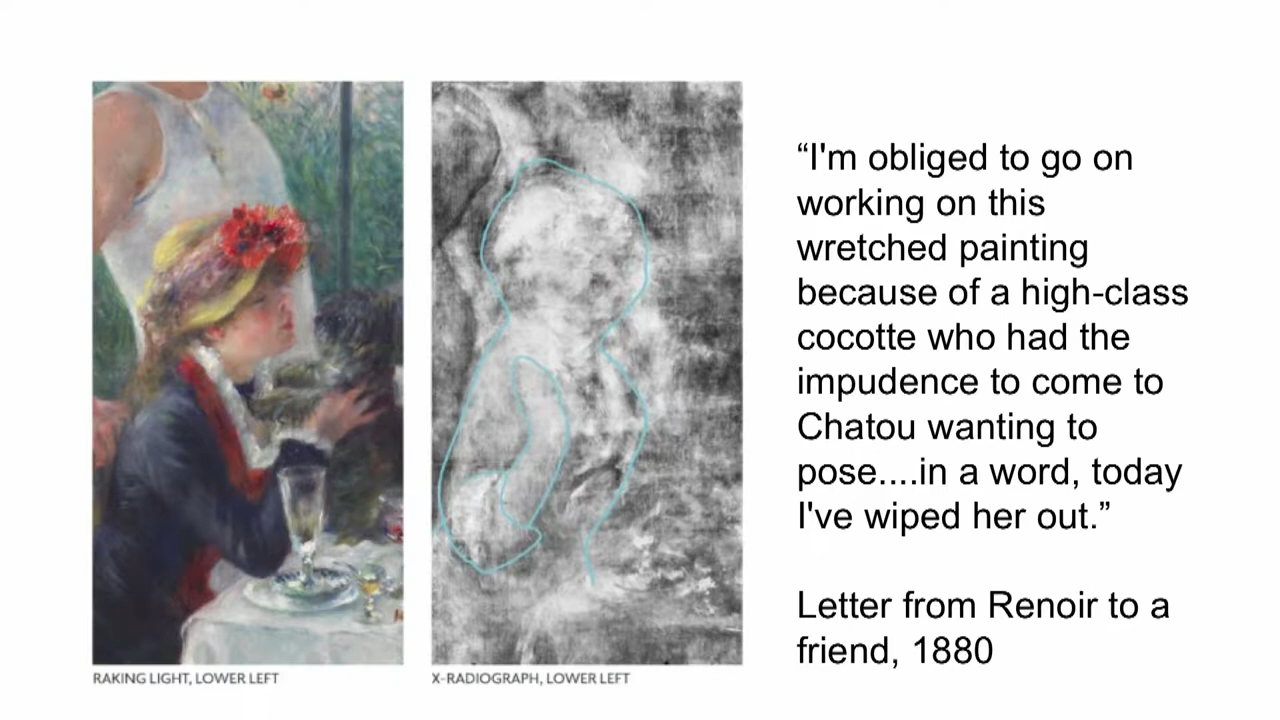 “I'm obliged to go on
working on this
wretched painting
because of a high-class
cocotte who had the
impudence to come to
Chatou wanting to
pose....in a word, today
I've wiped her out.”
Letter from Renoir to a
friend, 1880
RAKING LIGHT, LOWER LEFT
X-RADIOGRAPH, LOWER LEFT